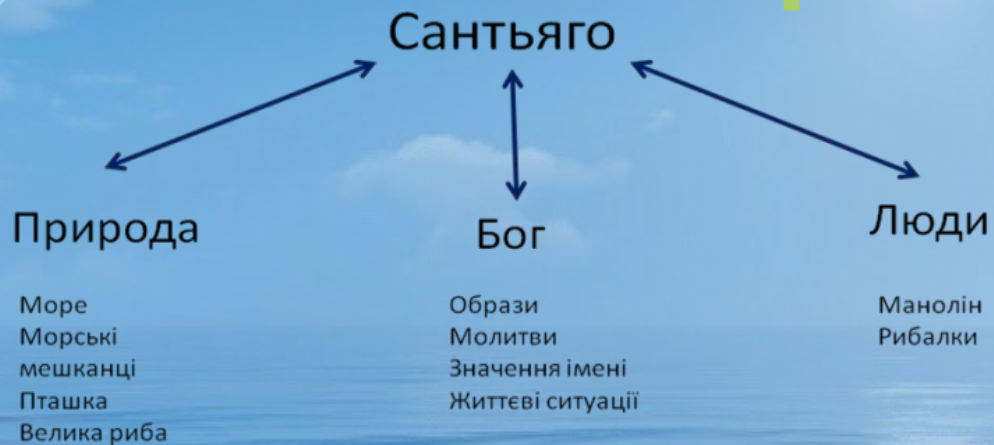 Сантьяго
Природа
Море
Морські
мешканці
Пташка
Велика риба
Бог
Образи
Молитви
Значення імені
Життєві ситуації
Люди
Манолін
Рибалки